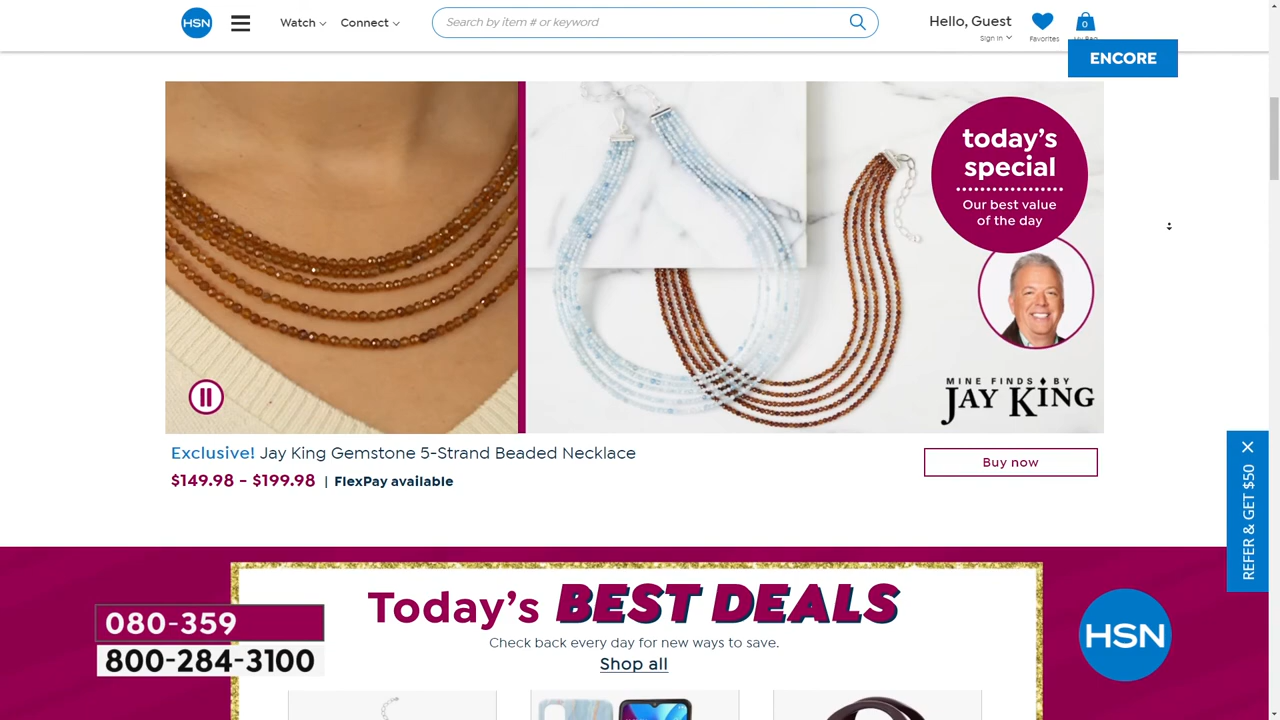 HSN
Watch
Connect
Search by item # or keyword
Hello, Guest
Sign In
Favorites
0
ENCORE
today's
special
Our best value
of the day
MINE FINDS BY
JAY KING
Exclusive! Jay King Gemstone 5-Strand Beaded Necklace
$149.98 - $199.98 | FlexPay available
Buy now
REFER & GET $50
Today's BEST DEALS
Check back every day for new ways to save.
Shop all
080-359
800-284-3100
HSN